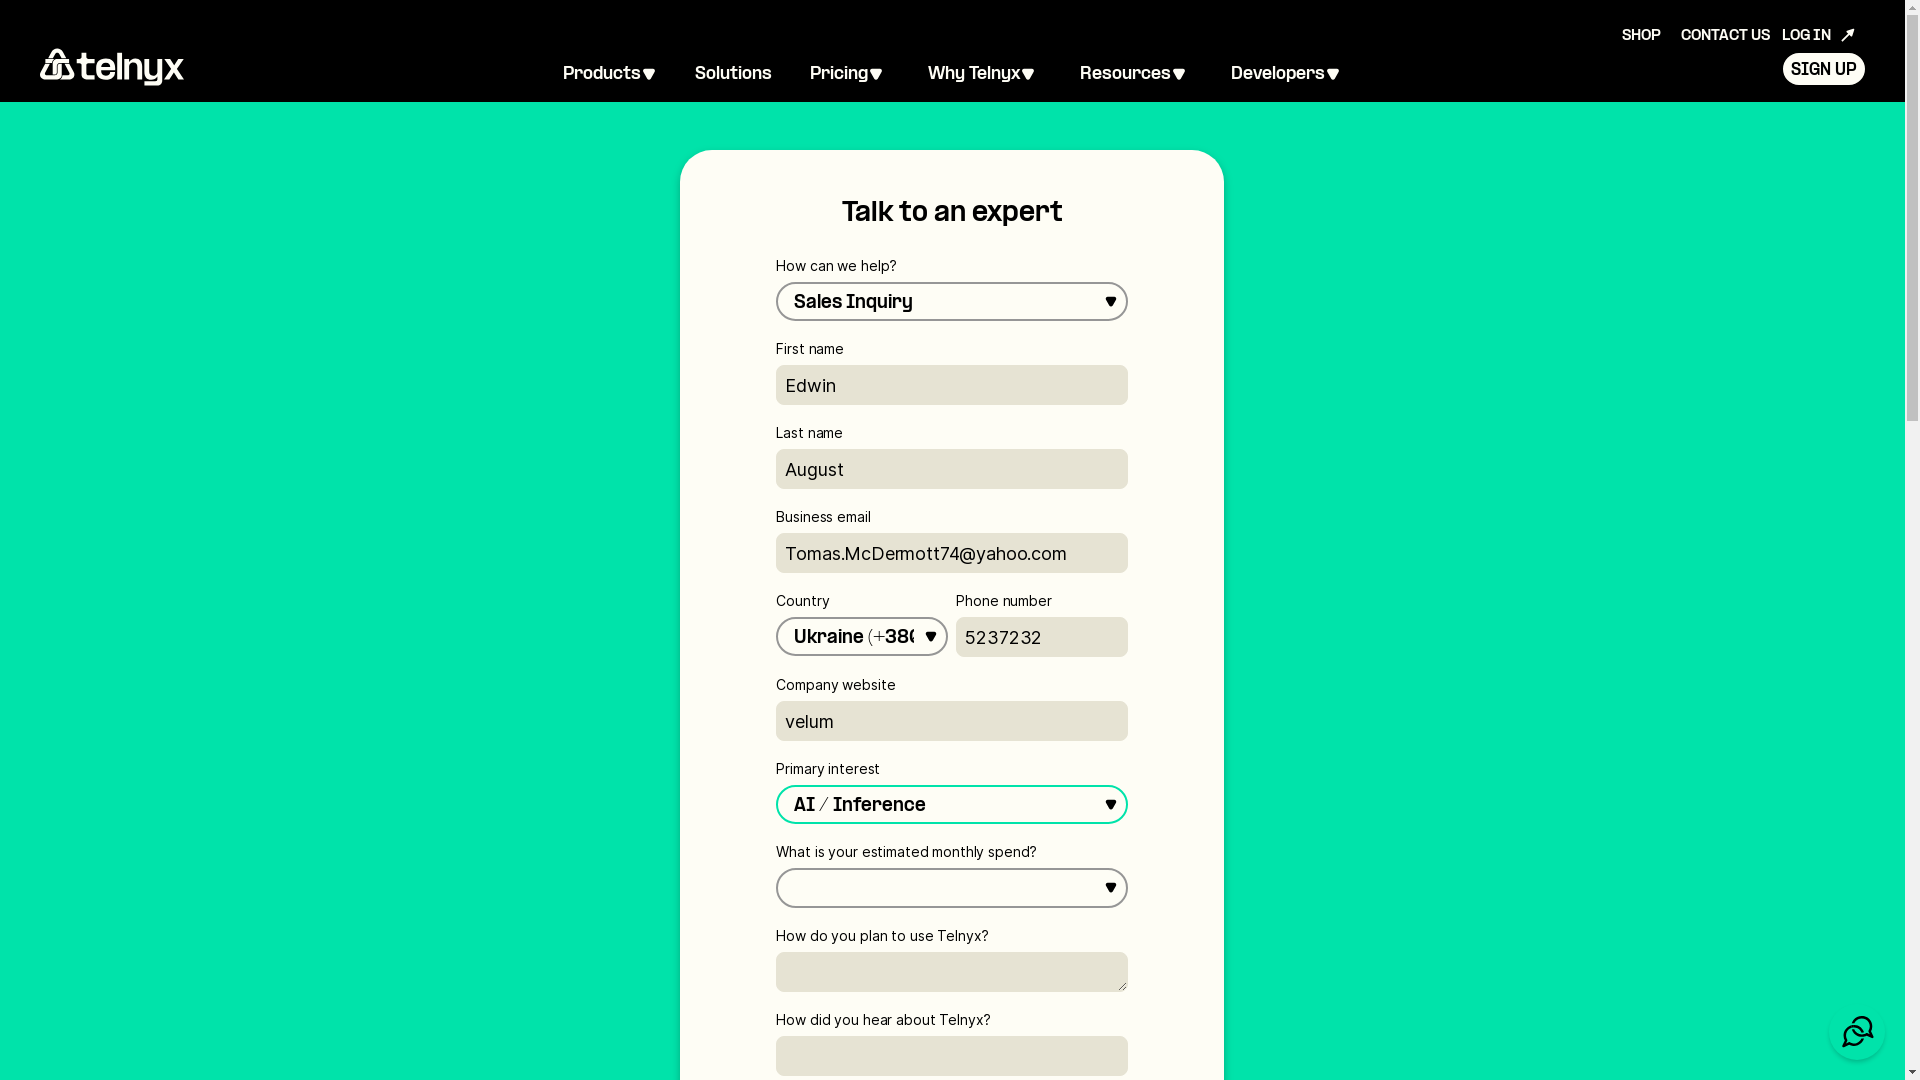 SHOP CONTACT US LOG IN
telnyx Products Solutions Pricing Why Telnyx Resources Developers SIGN UP
Talk to an expert
How can we help?
Sales Inquiry
First name
Edwin
Last name
August
Business email
Tomas.McDermott74@yahoo.com
Country Phone number
Ukraine (+380 5237232
Company website
velum
Primary interest
AI / Inference
What is your estimated monthly spend?
How do you plan to use Telnyx?
How did you hear about Telnyx?